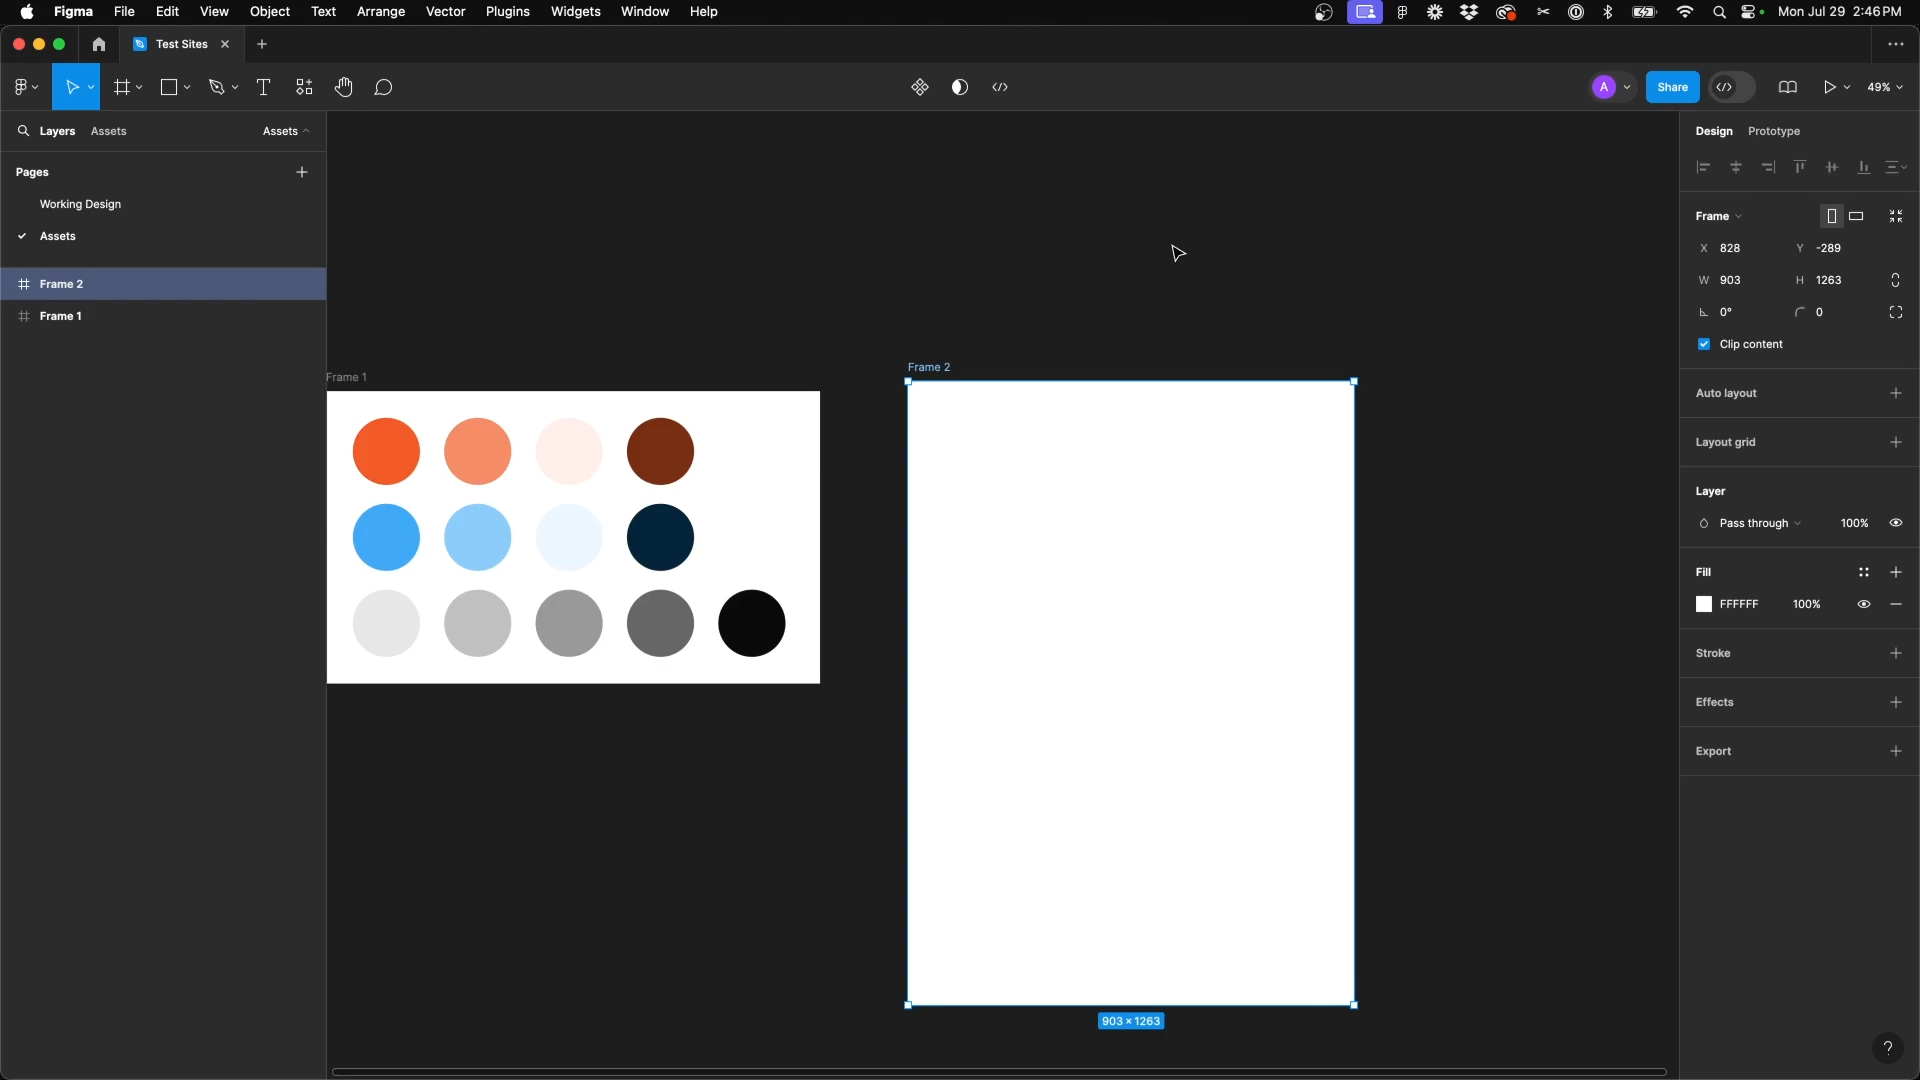 Figma File Edit View Object Text Arrange Vector Plugins Widgets Window Help Mon Jul 29 2:46 PM
Test Sites
A Share 49%
Layers Assets Assets
Pages
Working Design
Assets
Frame 2
Frame 1
Frame 1
Frame 2
903 × 1263
Design Prototype
Frame
X 828 Y -289
W 903 H 1263
0° 0
Clip content
Auto layout
Layout grid
Layer
Pass through 100%
Fill
FFFFFF 100%
Stroke
Effects
Export
?